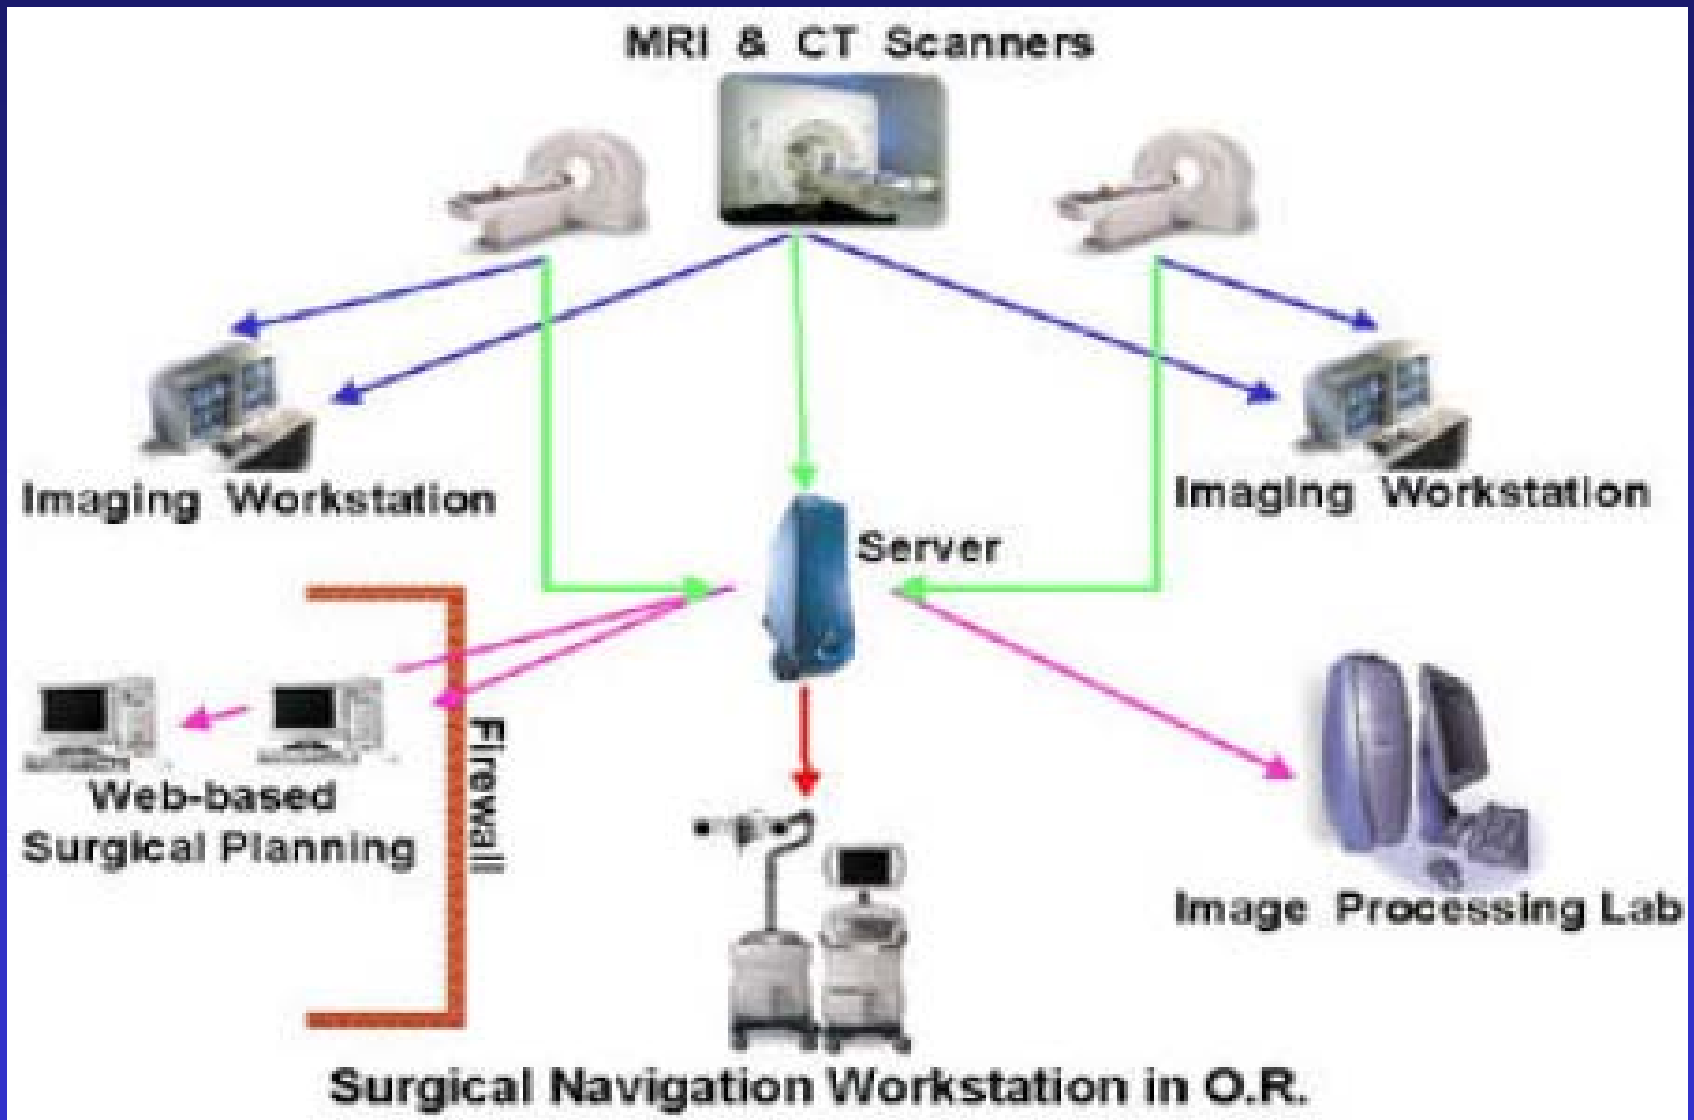 MRI & CT Scanners
Imaging Workstation
Imaging Workstation
Server
Firewall
Web-based
Surgical Planning
Image Processing Lab
Surgical Navigation Workstation in O.R.